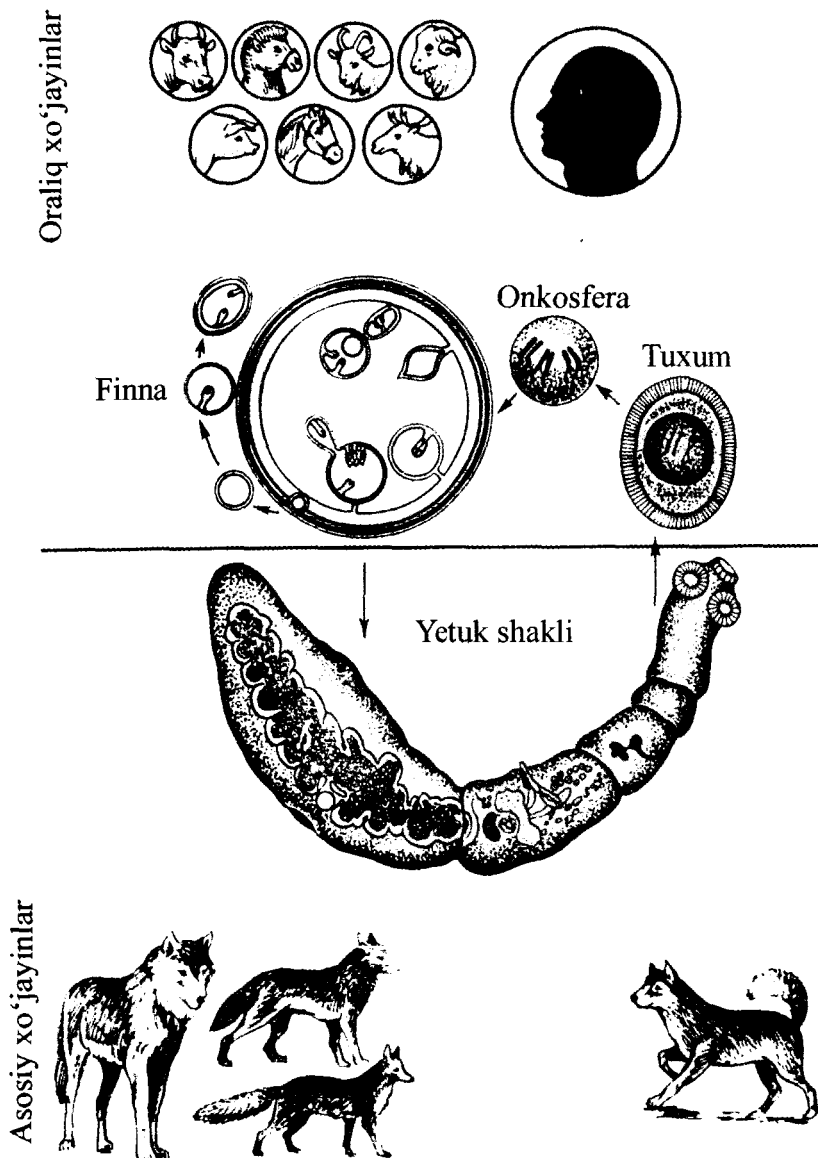 Oraliq xo‘jayinlar
Onkosfera
Tuxum
Finna
Yetuk shakli
Asosiy xo‘jayinlar